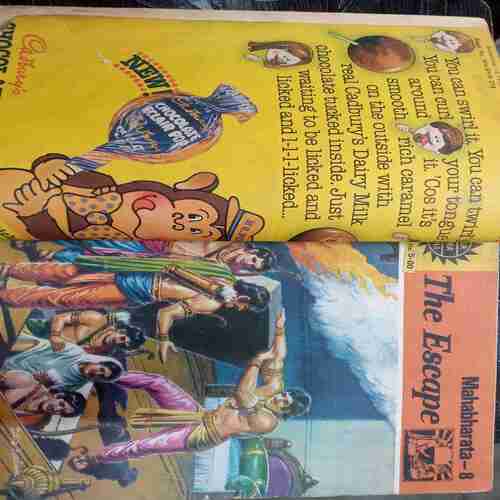 You can swirl it. You can twirl
You can curl your tongue
around it. 'Cos it's
smooth rich caramel
on the outside with
real Cadbury's Dairy Milk
chocolate tucked inside. Just
waiting to be licked and
licked and l-l-l-licked...
NEW!
CHOCOLATE
ECLAIR POP
Cadbury's
Mahabharata-8
The Escape